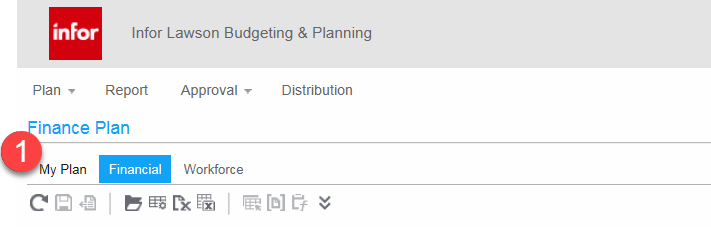 infor Infor Lawson Budgeting & Planning
Plan Report Approval Distribution
Finance Plan
1
My Plan Financial Workforce